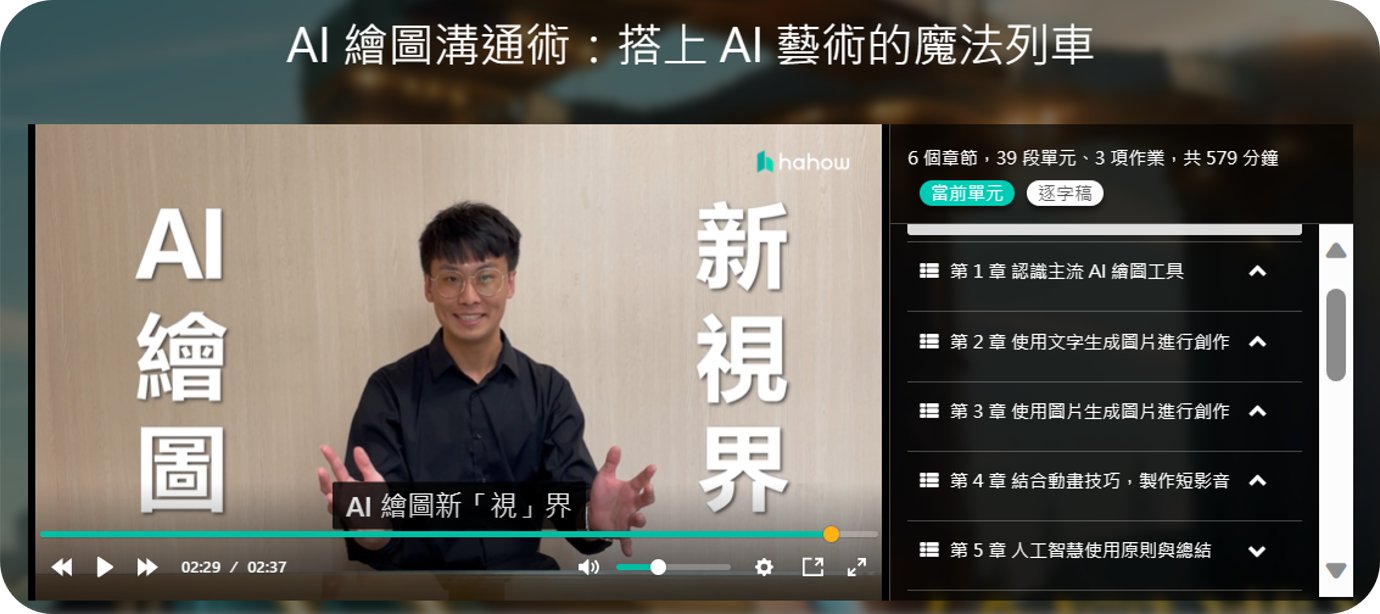 AI 繪圖溝通術：搭上 AI 藝術的魔法列車
hahow
AI
繪
圖
新
視
界
AI 繪圖新「視」界
02:29 / 02:37
6 個章節，39 段單元、3 項作業，共 579 分鐘
當前單元 逐字稿
第 1 章 認識主流 AI 繪圖工具
第 2 章 使用文字生成圖片進行創作
第 3 章 使用圖片生成圖片進行創作
第 4 章 結合動畫技巧，製作短影音
第 5 章 人工智慧使用原則與總結